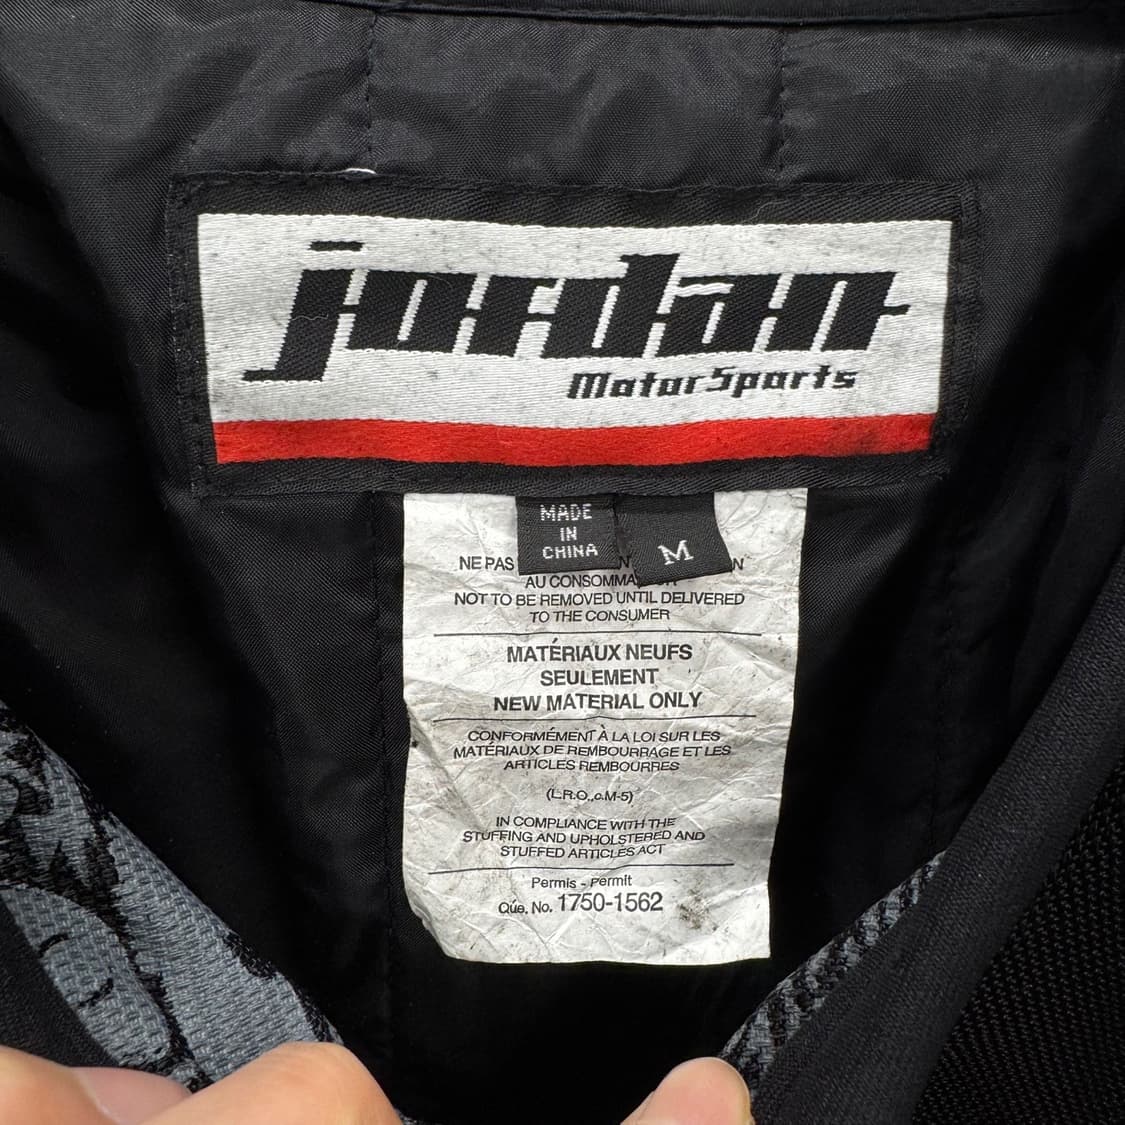 jordan
MotorSports
MADE
IN
CHINA
M
NE PAS
AU CONSOMMA
NOT TO BE REMOVED UNTIL DELIVERED
TO THE CONSUMER
MATÉRIAUX NEUFS
SEULEMENT
NEW MATERIAL ONLY
CONFORMÉMENT À LA LOI SUR LES
MATÉRIAUX DE REMBOURRAGE ET LES
ARTICLES REMBOURRES
(L.R.O.,c.M-5)
IN COMPLIANCE WITH THE
STUFFING AND UPHOLSTERED AND
STUFFED ARTICLES ACT
Permis - Permit
Qúe. No. 1750-1562